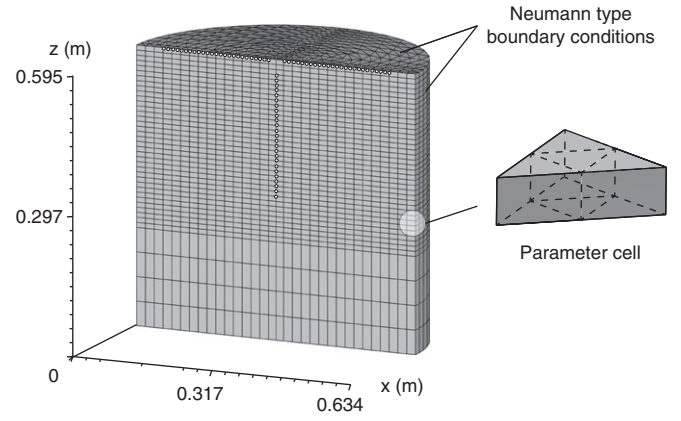 Neumann type
boundary conditions
z (m)
0.595
0.297
Parameter cell
0
0.317
x (m)
0.634